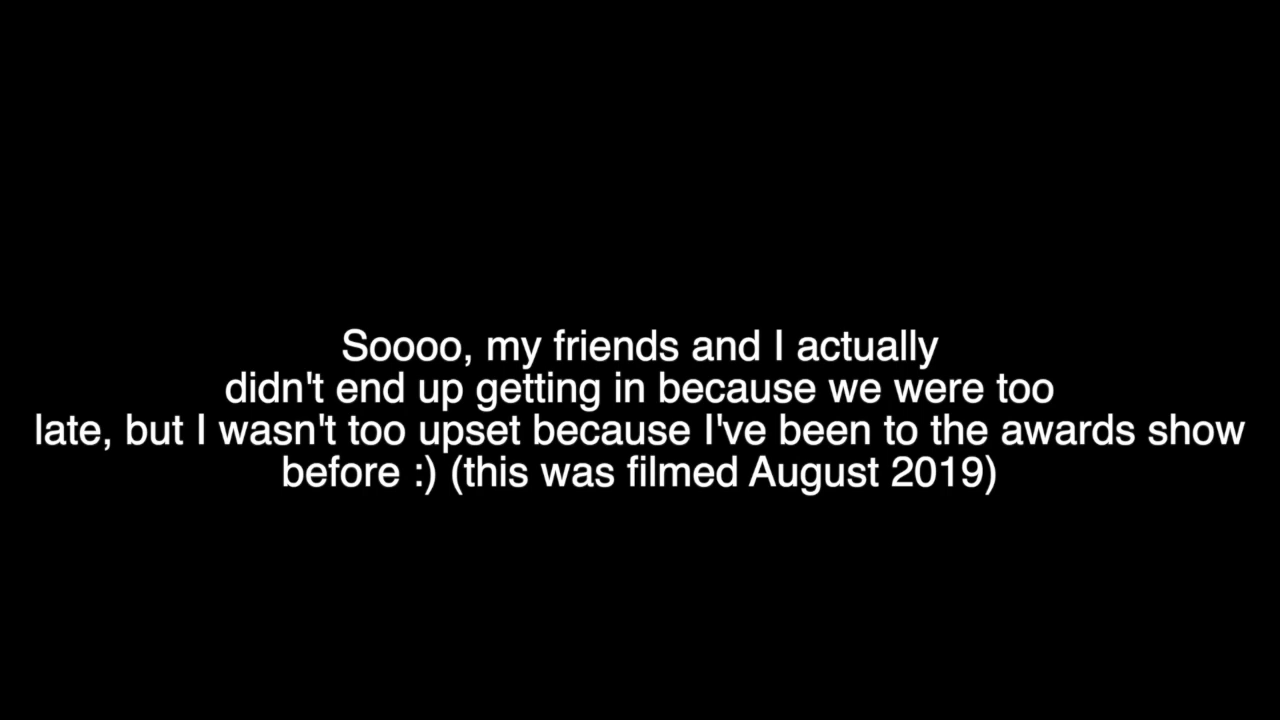 Soooo, my friends and I actually
didn't end up getting in because we were too
late, but I wasn't too upset because I've been to the awards show
before :) (this was filmed August 2019)